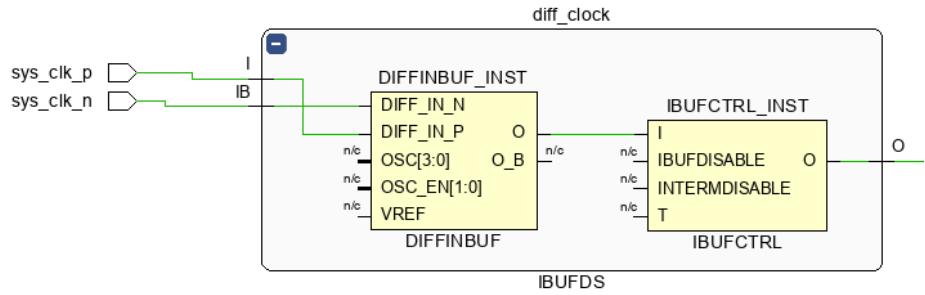 diff_clock
sys_clk_p
I
sys_clk_n
IB
DIFFINBUF_INST
DIFF_IN_N
DIFF_IN_P
O
n/c
OSC[3:0]
O_B
n/c
n/c
OSC_EN[1:0]
n/c
VREF
DIFFINBUF
IBUFCTRL_INST
I
n/c
IBUFDISABLE
O
n/c
INTERMDISABLE
n/c
T
IBUFCTRL
O
IBUFDS